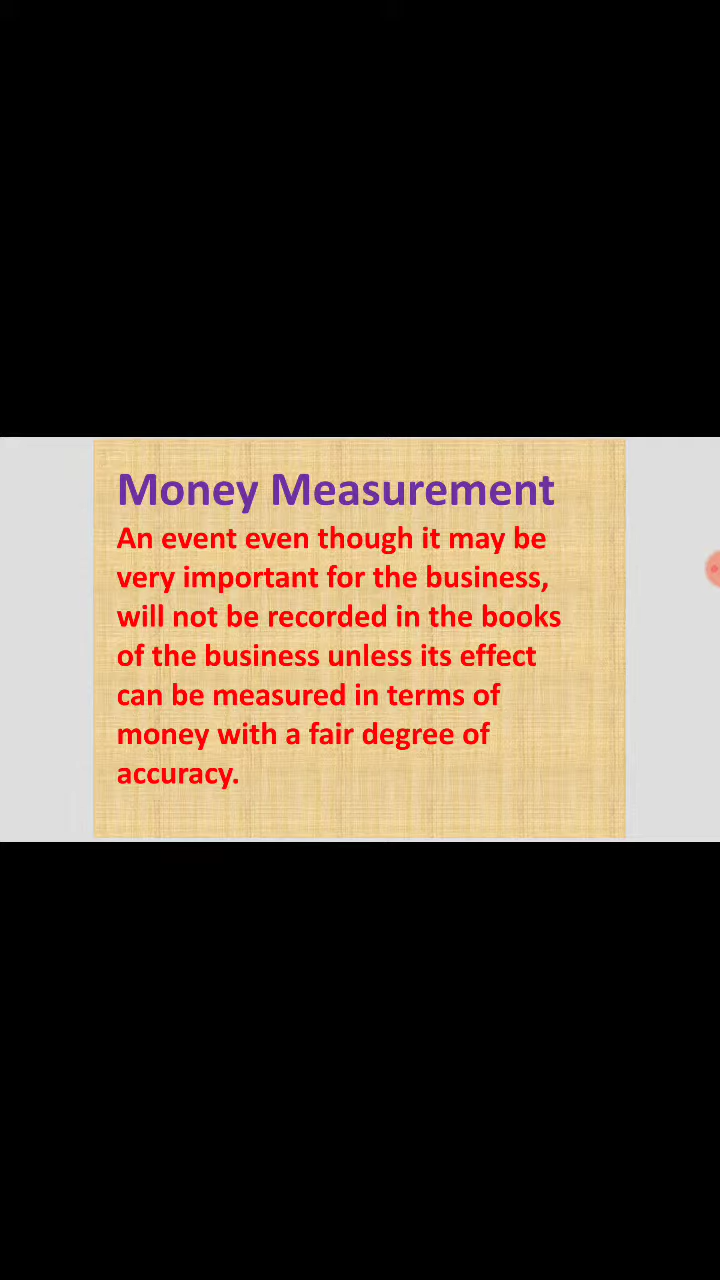 Money Measurement
An event even though it may be
very important for the business,
will not be recorded in the books
of the business unless its effect
can be measured in terms of
money with a fair degree of
accuracy.